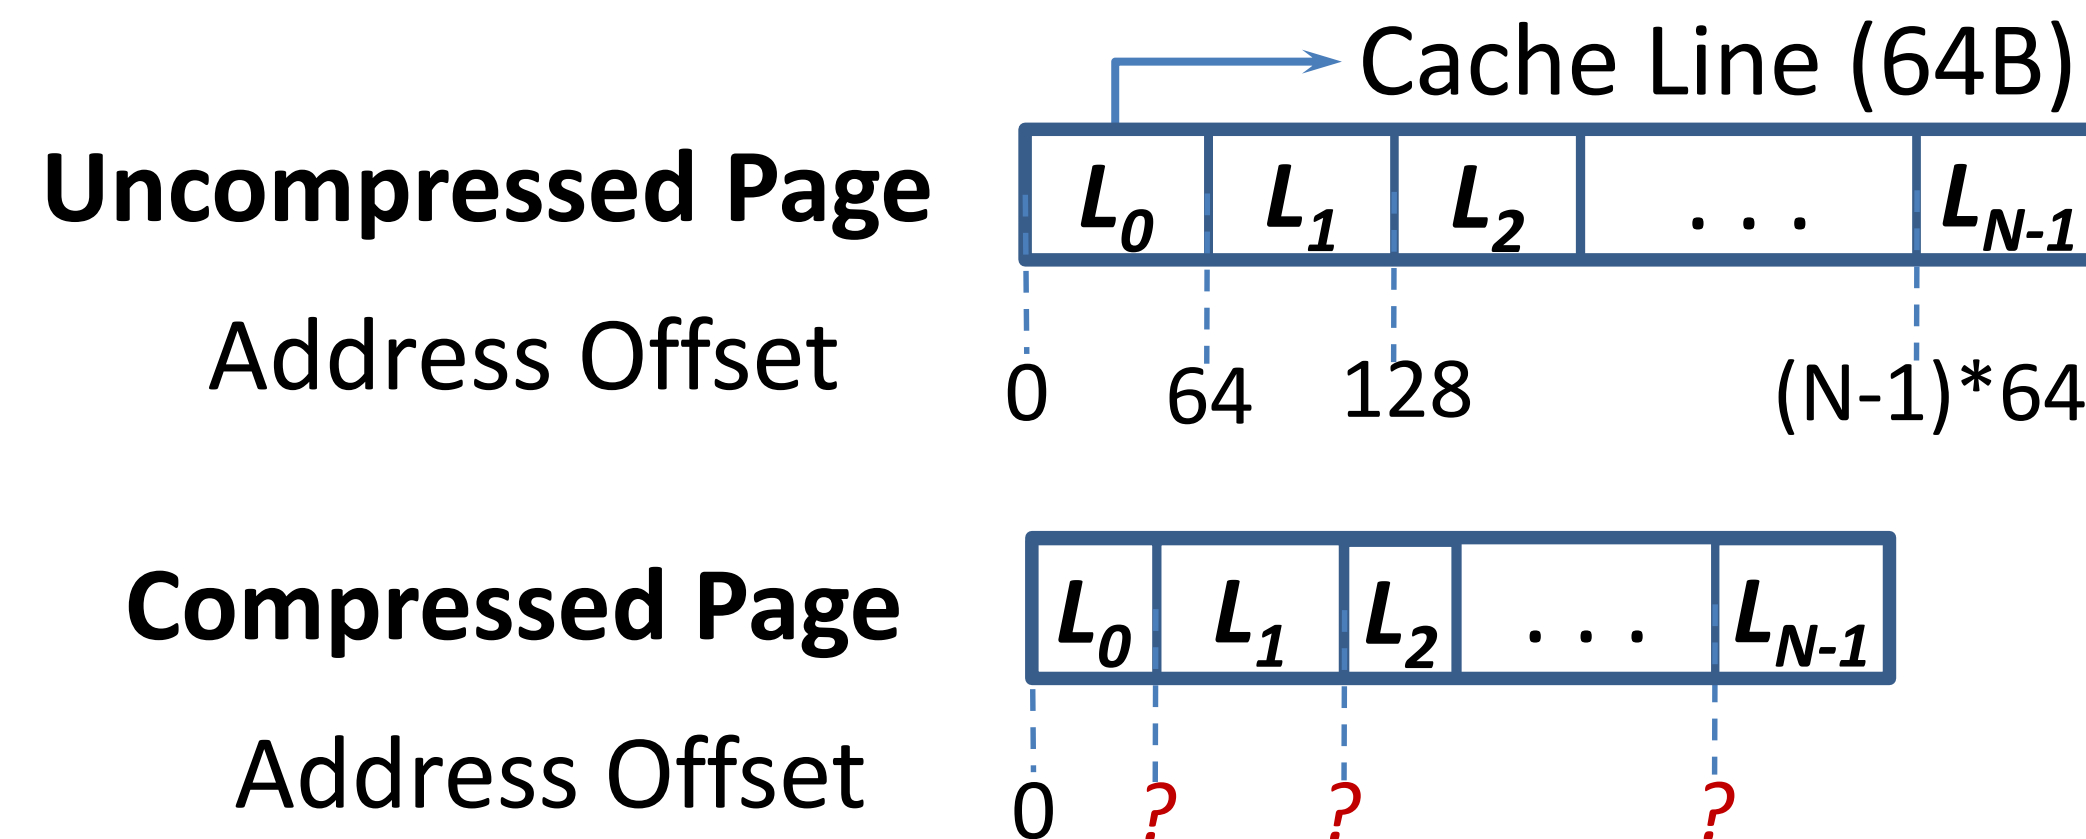 Cache Line (64B)
Uncompressed Page L0 L1 L2 . . . LN-1
Address Offset 0 64 128 (N-1)*64
Compressed Page L0 L1 L2 . . . LN-1
Address Offset 0 ? ? ?